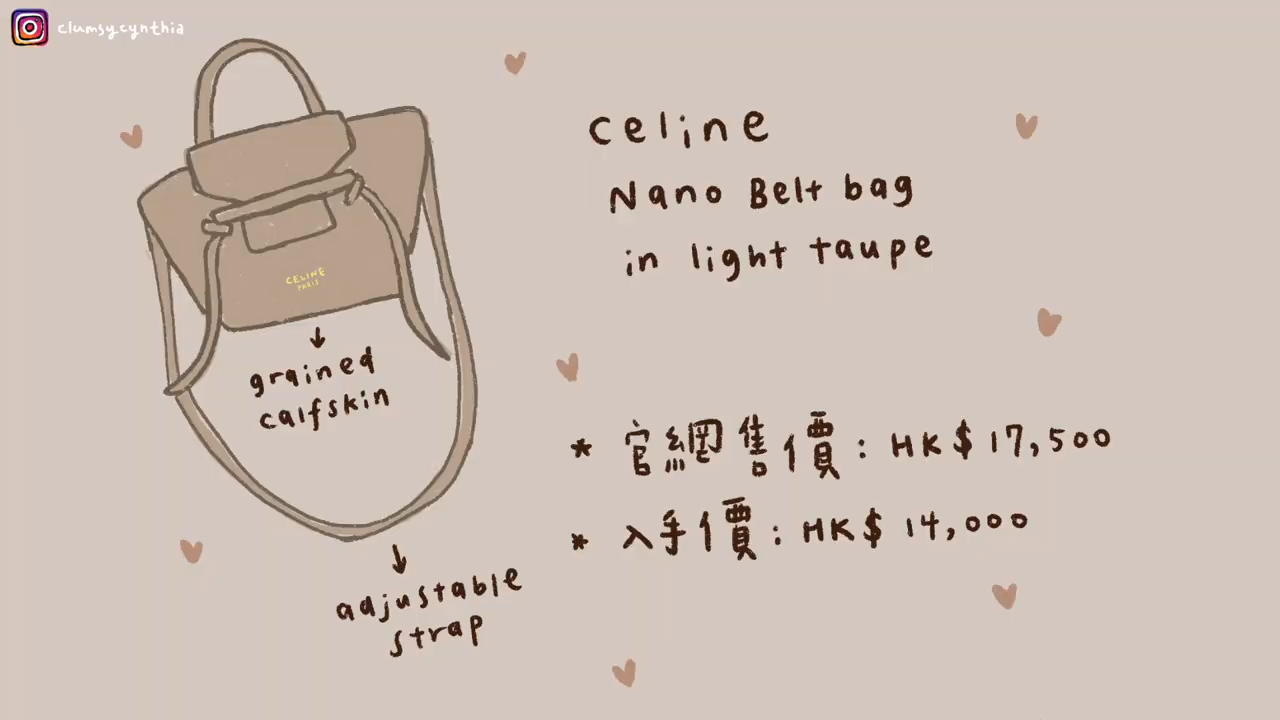 clumsy.cynthia
celine
Nano Belt bag
in light taupe
CELINE
PARIS
grained
calfskin
* 官網售價 : HK$ 17,500
* 入手價 : HK$ 14,000
adjustable
strap